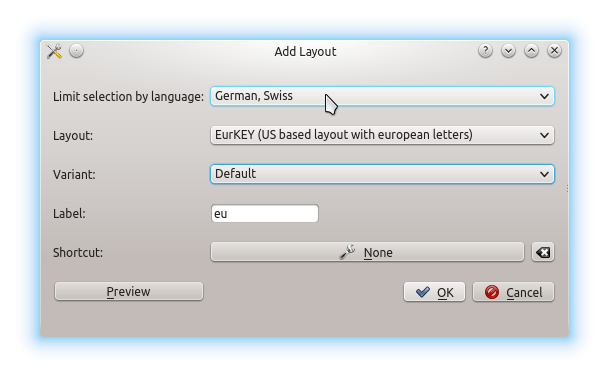 Add Layout
Limit selection by language: German, Swiss
Layout: EurKEY (US based layout with european letters)
Variant: Default
Label: eu
Shortcut: None
Preview OK Cancel